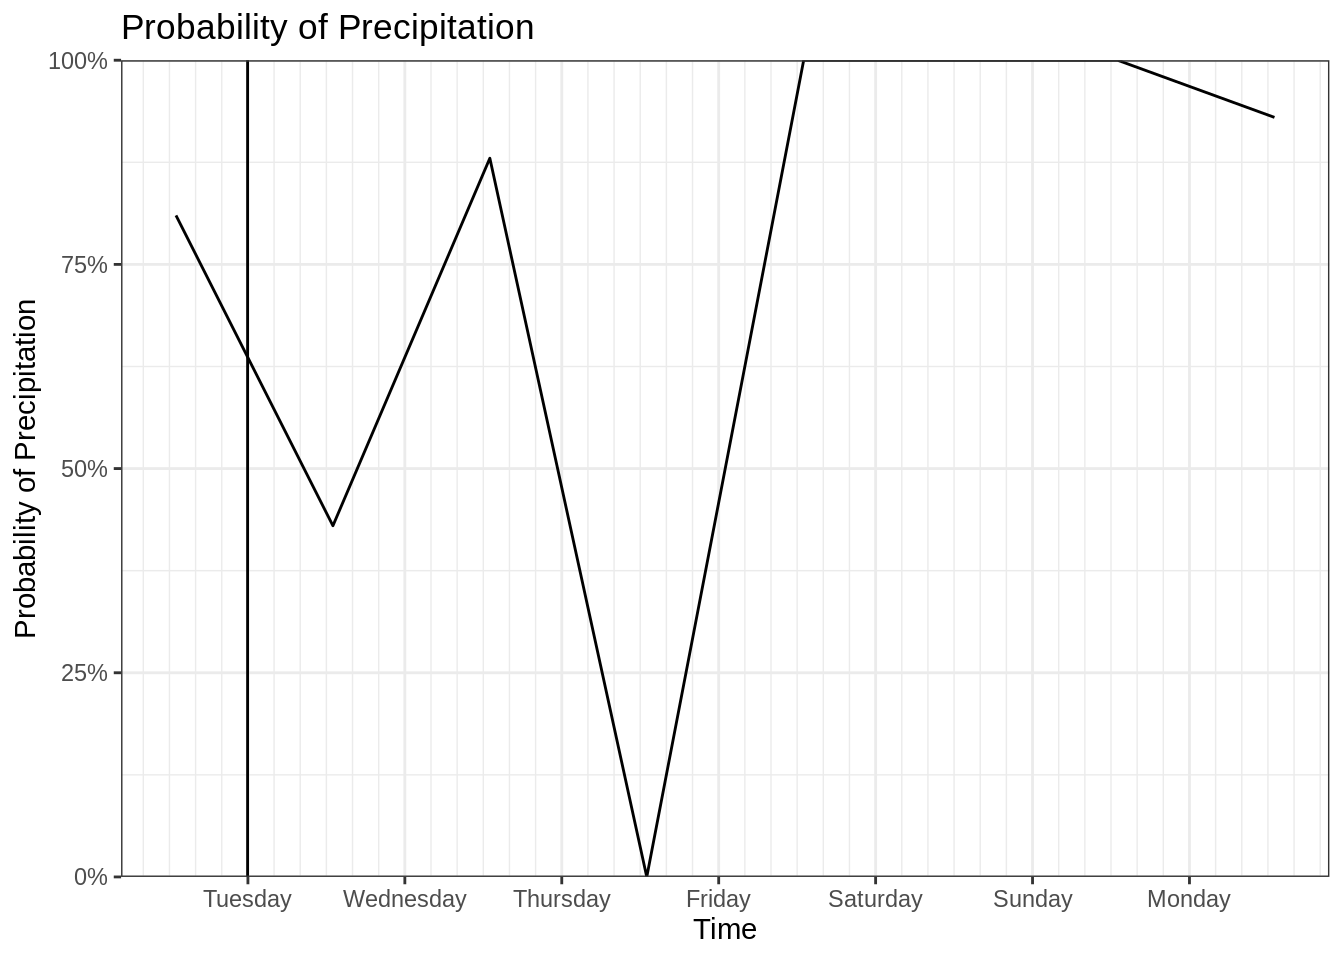 Probability of Precipitation
Probability of Precipitation
100%
75%
50%
25%
0%
Tuesday Wednesday Thursday Friday Saturday Sunday Monday
Time